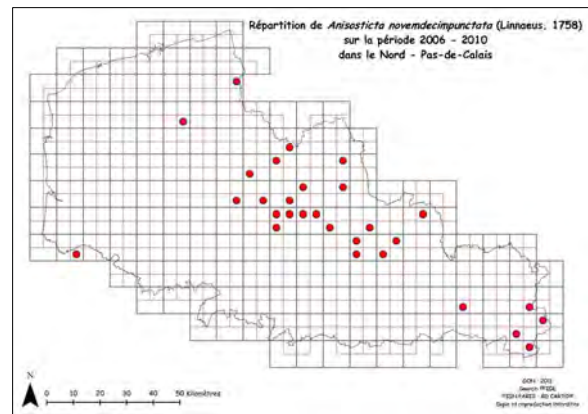 Répartition de Anisosticta novemdecimpunctata (Linnaeus, 1758)
sur la période 2006 - 2010
dans le Nord - Pas-de-Calais
N
0 10 20 30 40 50 Kilomètres
GON - 2011